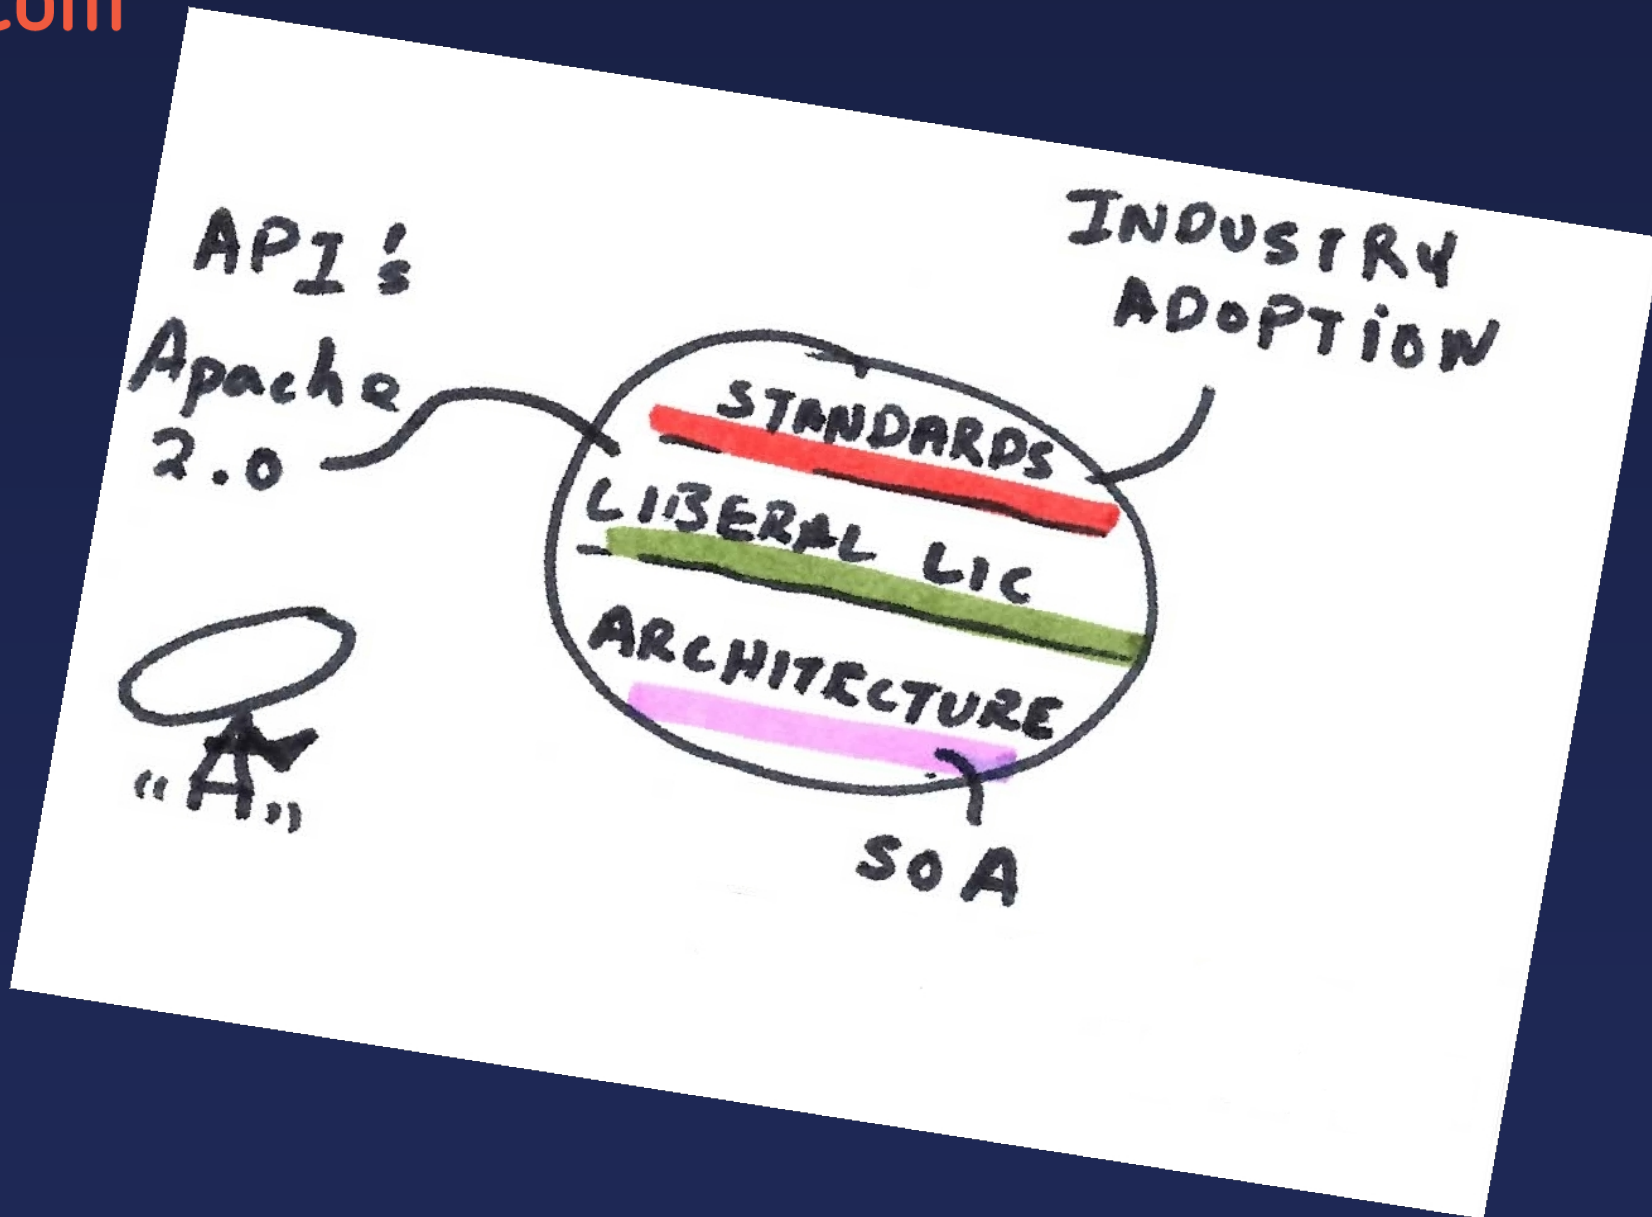 API's
Apache
2.0
INDUSTRY
ADOPTION
STANDARDS
LIBERAL LIC
ARCHITECTURE
SOA
"A"